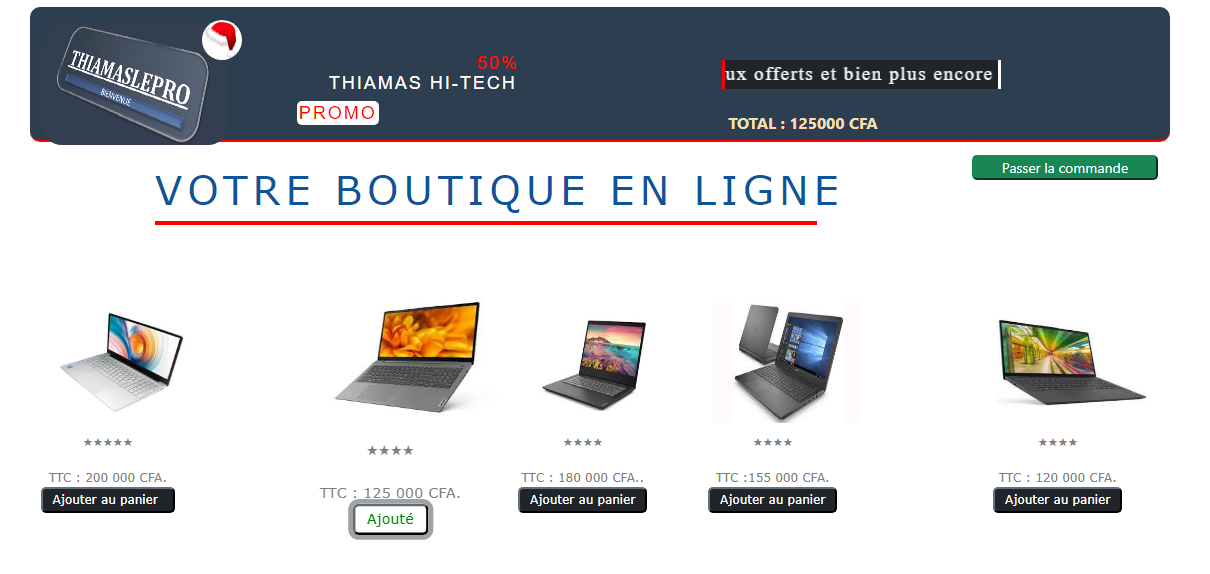 THIAMASLEPRO
BIENVENUE
50%
THIAMAS HI-TECH
PROMO
ux offerts et bien plus encore
TOTAL : 125000 CFA
Passer la commande
VOTRE BOUTIQUE EN LIGNE
★★★★★
★★★★
★★★★
★★★★
★★★★
TTC : 200 000 CFA.
TTC : 125 000 CFA.
TTC : 180 000 CFA..
TTC :155 000 CFA.
TTC : 120 000 CFA.
Ajouter au panier
Ajouté
Ajouter au panier
Ajouter au panier
Ajouter au panier